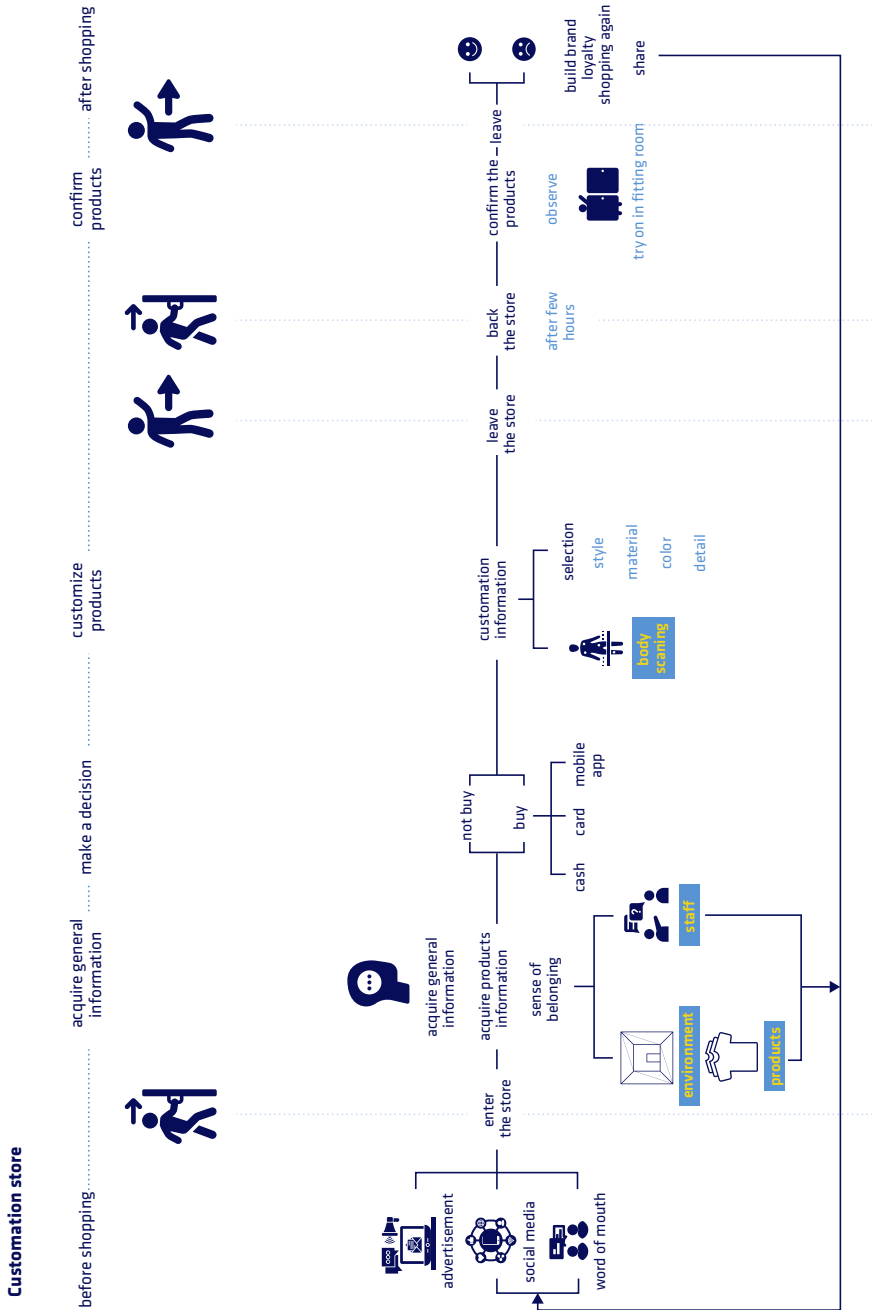 Customation store
before shopping
acquire general
information
make a decision
customize
products
confirm
products
after shopping
advertisement
social media
word of mouth
enter
the store
acquire general
information
acquire products
information
sense of
belonging
environment
products
?
staff
not buy
buy
cash
card
mobile
app
customation
information
body
scaning
selection
style
material
color
detail
leave
the store
back
the store
after few
hours
confirm the
products
observe
try on in fitting room
leave
build brand
loyalty
shopping again
share